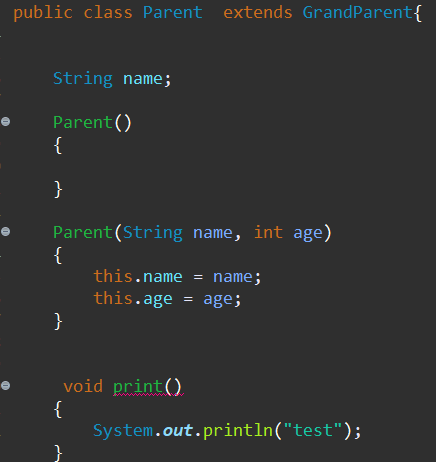 public class Parent  extends GrandParent{
String name;
Parent()
{
}
Parent(String name, int age)
{
this.name = name;
this.age = age;
}
void print()
{
System.out.println("test");
}